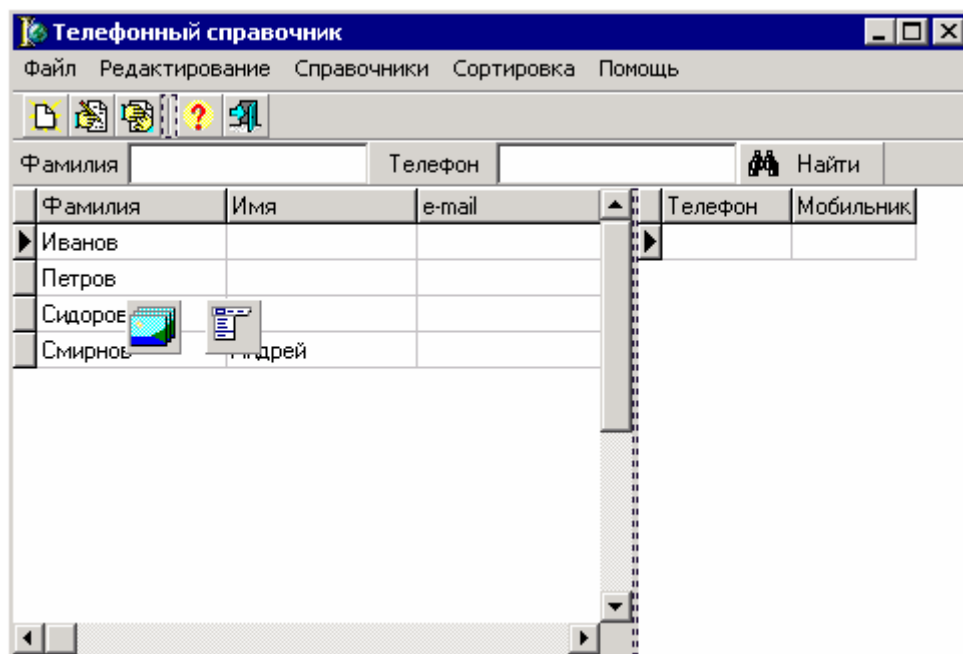 Телефонный справочник
Файл Редактирование Справочники Сортировка Помощь
Фамилия Телефон Найти
Фамилия Имя e-mail Телефон Мобильник
Иванов
Петров
Сидоров
Смирнов Андрей